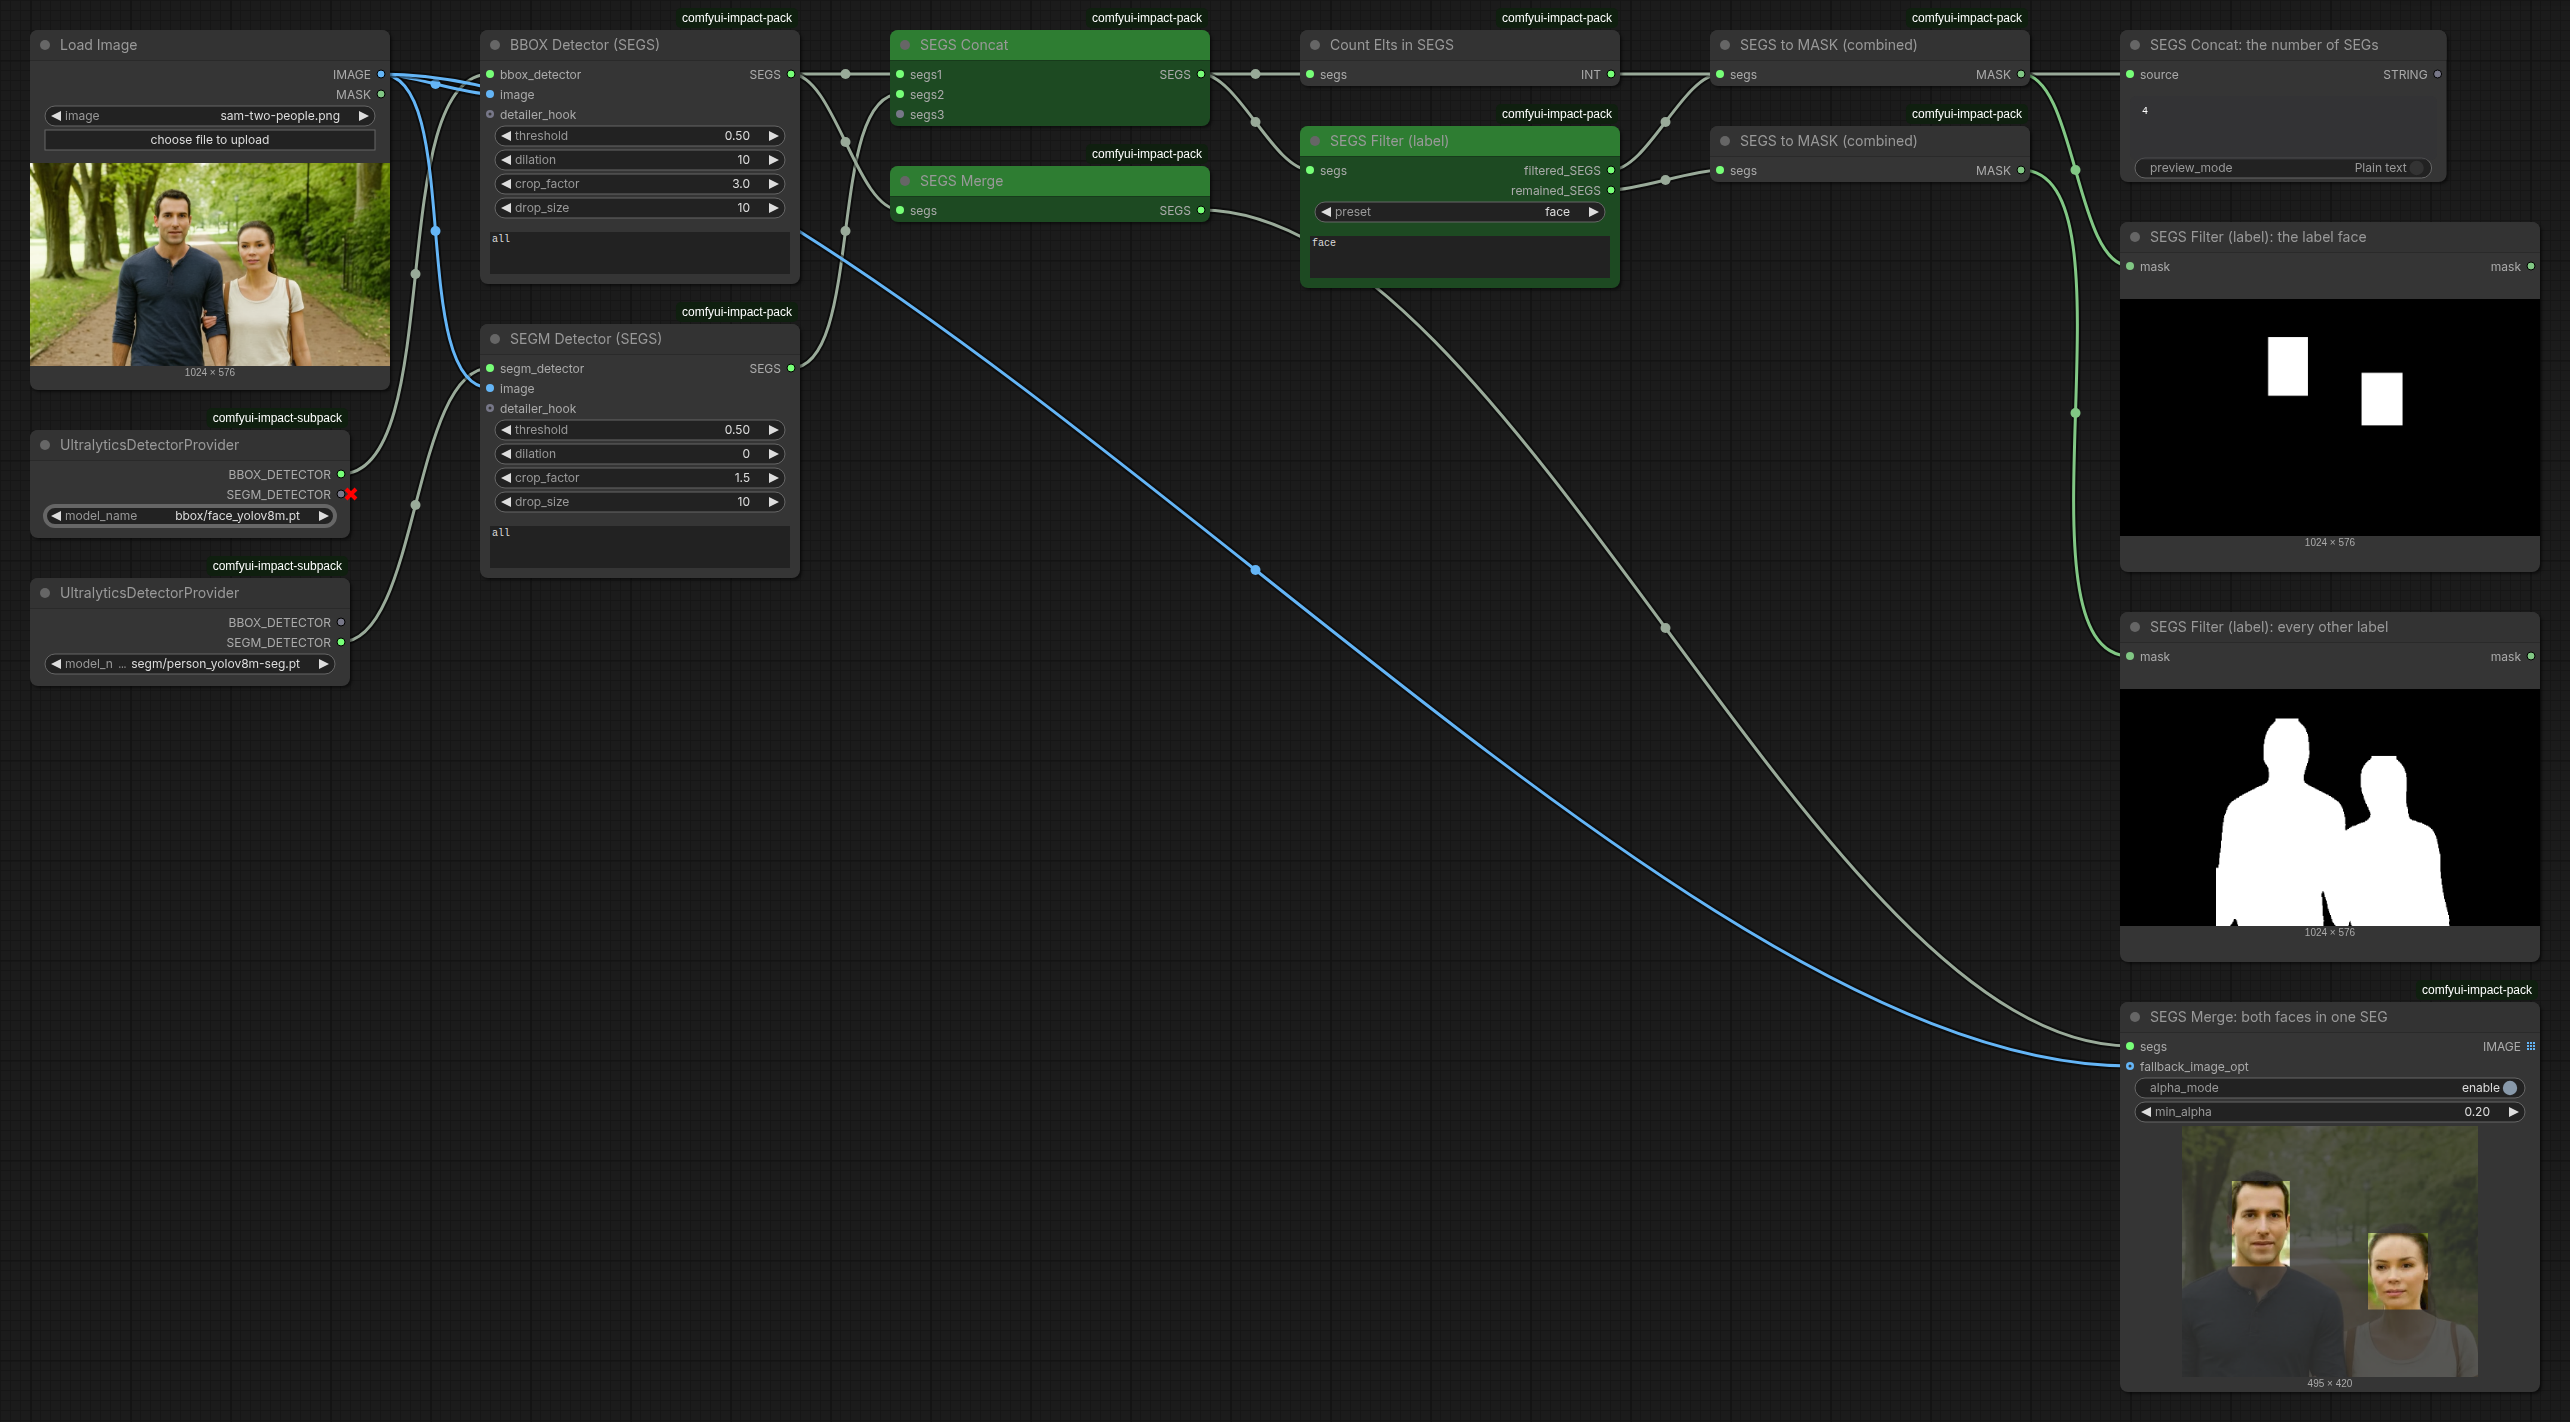 comfyui-impact-pack
comfyui-impact-pack
comfyui-impact-pack
comfyui-impact-pack
Load Image
IMAGE
MASK
image sam-two-people.png
choose file to upload
1024 × 576
BBOX Detector (SEGS)
bbox_detector SEGS
image
detailer_hook
threshold 0.50
dilation 10
crop_factor 3.0
drop_size 10
all
SEGS Concat
segs1 SEGS
segs2
segs3
Count Elts in SEGS
segs INT
SEGS to MASK (combined)
segs MASK
SEGS Concat: the number of SEGs
source STRING
4
preview_mode Plain text
comfyui-impact-pack
SEGS Merge
segs SEGS
comfyui-impact-pack
SEGS Filter (label)
segs filtered_SEGS
remained_SEGS
preset face
face
comfyui-impact-pack
SEGS to MASK (combined)
segs MASK
SEGS Filter (label): the label face
mask mask
1024 × 576
comfyui-impact-pack
SEGM Detector (SEGS)
segm_detector SEGS
image
detailer_hook
threshold 0.50
dilation 0
crop_factor 1.5
drop_size 10
all
comfyui-impact-subpack
UltralyticsDetectorProvider
BBOX_DETECTOR
SEGM_DETECTOR
model_name bbox/face_yolov8m.pt
comfyui-impact-subpack
UltralyticsDetectorProvider
BBOX_DETECTOR
SEGM_DETECTOR
model_n ... segm/person_yolov8m-seg.pt
SEGS Filter (label): every other label
mask mask
1024 × 576
comfyui-impact-pack
SEGS Merge: both faces in one SEG
segs IMAGE
fallback_image_opt
alpha_mode enable
min_alpha 0.20
495 × 420